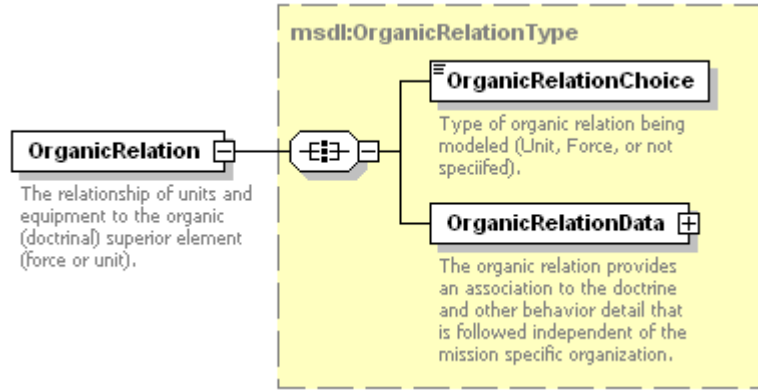 msdl:OrganicRelationType
OrganicRelationChoice
Type of organic relation being
modeled (Unit, Force, or not
speciifed).
OrganicRelation
The relationship of units and
equipment to the organic
(doctrinal) superior element
(force or unit).
OrganicRelationData
The organic relation provides
an association to the doctrine
and other behavior detail that
is followed independent of the
mission specific organization.